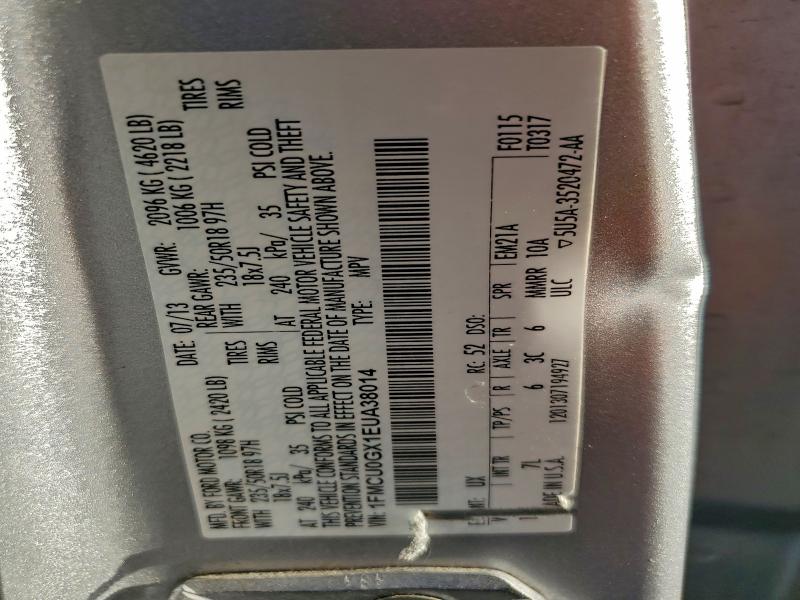 MFD. BY FORD MOTOR CO.
DATE: 07/13 GVWR: 2096 KG ( 4620 LB)
FRONT GAWR: 1098 KG (2420 LB) REAR GAWR: 1006 KG (2218 LB)
WITH 235/50R18 97H TIRES WITH 235/50R18 97H TIRES
18x7.5J RIMS 18x7.5J RIMS
AT 240 kPa/ 35 PSI COLD AT 240 kPa/ 35 PSI COLD
THIS VEHICLE CONFORMS TO ALL APPLICABLE FEDERAL MOTOR VEHICLE SAFETY AND THEFT
PREVENTION STANDARDS IN EFFECT ON THE DATE OF MANUFACTURE SHOWN ABOVE.
VIN: 1FMCU0GX1EUA38014 TYPE: MPV
F0115
T0317
UX RC: 52 DSO:
INT TR TP/PS R AXLE TR SPR EM21A
7L 6 3C 6 MMBR 10A
ULC
MADE IN U.S.A. 1201307194927 ▽5U5A-3520472-AA